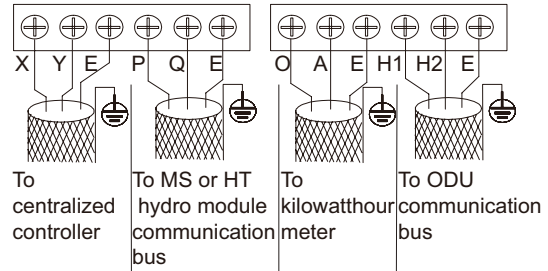 X Y E P Q E O A E H1 H2 E
To
centralized
controller
To MS or HT
hydro module
communication
bus
To
kilowatthour
meter
To ODU
communication
bus